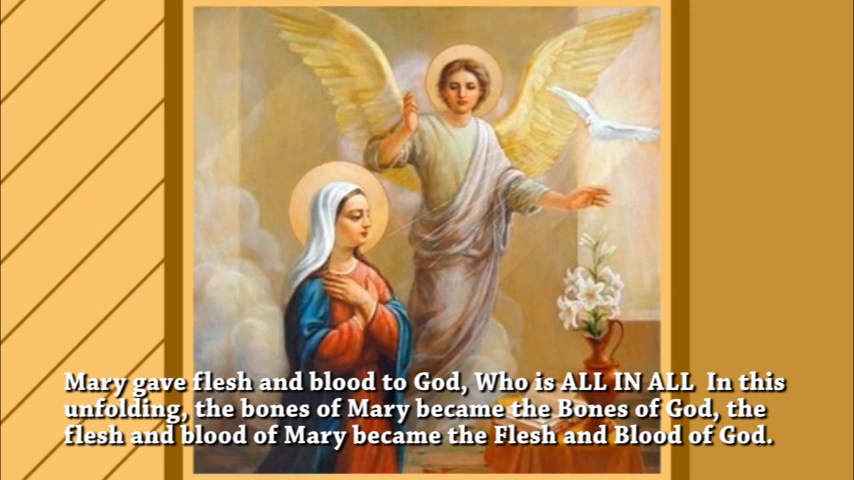 Mary gave flesh and blood to God, Who is ALL IN ALL  In this
unfolding, the bones of Mary became the Bones of God, the
flesh and blood of Mary became the Flesh and Blood of God.